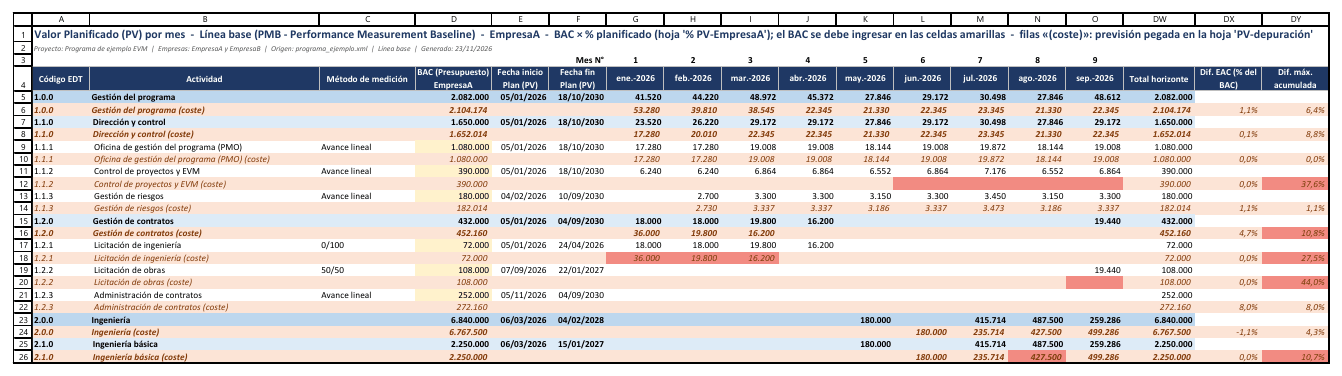 A B C D E F G H I J K L M N O DW DX DY
1 Valor Planificado (PV) por mes - Línea base (PMB - Performance Measurement Baseline) - EmpresaA - BAC × % planificado (hoja '% PV-EmpresaA'); el BAC se debe ingresar en las celdas amarillas - filas «(coste)»: previsión pegada en la hoja 'PV-depuración'
2 Proyecto: Programa de ejemplo EVM | Empresas: EmpresaA y EmpresaB | Origen: programa_ejemplo.xml | Línea base | Generado: 23/11/2026
3 Mes N° 1 2 3 4 5 6 7 8 9
BAC (Presupuesto) Fecha inicio Fecha fin Dif. EAC (% del Dif. máx.
Código EDT Actividad Método de medición ene.-2026 feb.-2026 mar.-2026 abr.-2026 may.-2026 jun.-2026 jul.-2026 ago.-2026 sep.-2026 Total horizonte
4 EmpresaA Plan (PV) Plan (PV) BAC) acumulada
5 1.0.0 Gestión del programa 2.082.000 05/01/2026 18/10/2030 41.520 44.220 48.972 45.372 27.846 29.172 30.498 27.846 48.612 2.082.000
6 1.0.0 Gestión del programa (coste) 2.104.174 53.280 39.810 38.545 22.345 21.330 22.345 23.345 21.330 22.345 2.104.174 1,1% 6,4%
7 1.1.0 Dirección y control 1.650.000 05/01/2026 18/10/2030 23.520 26.220 29.172 29.172 27.846 29.172 30.498 27.846 29.172 1.650.000
8 1.1.0 Dirección y control (coste) 1.652.014 17.280 20.010 22.345 22.345 21.330 22.345 23.345 21.330 22.345 1.652.014 0,1% 8,8%
9 1.1.1 Oficina de gestión del programa (PMO) Avance lineal 1.080.000 05/01/2026 18/10/2030 17.280 17.280 19.008 19.008 18.144 19.008 19.872 18.144 19.008 1.080.000
10 1.1.1 Oficina de gestión del programa (PMO) (coste) 1.080.000 17.280 17.280 19.008 19.008 18.144 19.008 19.872 18.144 19.008 1.080.000 0,0% 0,0%
11 1.1.2 Control de proyectos y EVM Avance lineal 390.000 05/01/2026 18/10/2030 6.240 6.240 6.864 6.864 6.552 6.864 7.176 6.552 6.864 390.000
12 1.1.2 Control de proyectos y EVM (coste) 390.000 390.000 0,0% 37,6%
13 1.1.3 Gestión de riesgos Avance lineal 180.000 04/02/2026 10/09/2030 2.700 3.300 3.300 3.150 3.300 3.450 3.150 3.300 180.000
14 1.1.3 Gestión de riesgos (coste) 182.014 2.730 3.337 3.337 3.186 3.337 3.473 3.186 3.337 182.014 1,1% 1,1%
15 1.2.0 Gestión de contratos 432.000 05/01/2026 04/09/2030 18.000 18.000 19.800 16.200 19.440 432.000
16 1.2.0 Gestión de contratos (coste) 452.160 36.000 19.800 16.200 452.160 4,7% 10,8%
17 1.2.1 Licitación de ingeniería 0/100 72.000 05/01/2026 24/04/2026 18.000 18.000 19.800 16.200 72.000
18 1.2.1 Licitación de ingeniería (coste) 72.000 36.000 19.800 16.200 72.000 0,0% 27,5%
19 1.2.2 Licitación de obras 50/50 108.000 07/09/2026 22/01/2027 19.440 108.000
20 1.2.2 Licitación de obras (coste) 108.000 108.000 0,0% 44,0%
21 1.2.3 Administración de contratos Avance lineal 252.000 05/11/2026 04/09/2030 252.000
22 1.2.3 Administración de contratos (coste) 272.160 272.160 8,0% 8,0%
23 2.0.0 Ingeniería 6.840.000 06/03/2026 04/02/2028 180.000 415.714 487.500 259.286 6.840.000
24 2.0.0 Ingeniería (coste) 6.767.500 180.000 235.714 427.500 499.286 6.767.500 -1,1% 4,3%
25 2.1.0 Ingeniería básica 2.250.000 06/03/2026 15/01/2027 180.000 415.714 487.500 259.286 2.250.000
26 2.1.0 Ingeniería básica (coste) 2.250.000 180.000 235.714 427.500 499.286 2.250.000 0,0% 10,7%